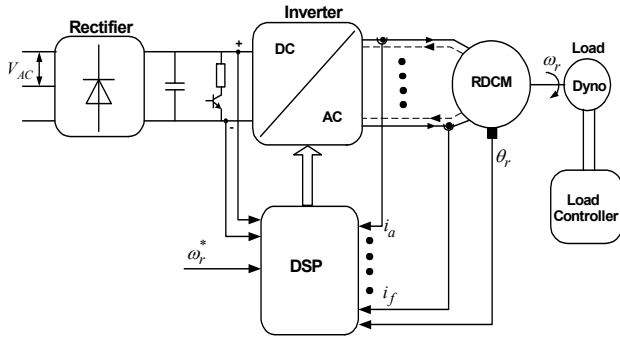 Rectifier
Inverter
Load
V_AC
+
-
DC
AC
RDCM
ω_r
Dyno
θ_r
Load
Controller
DSP
i_a
i_f
ω_r^*